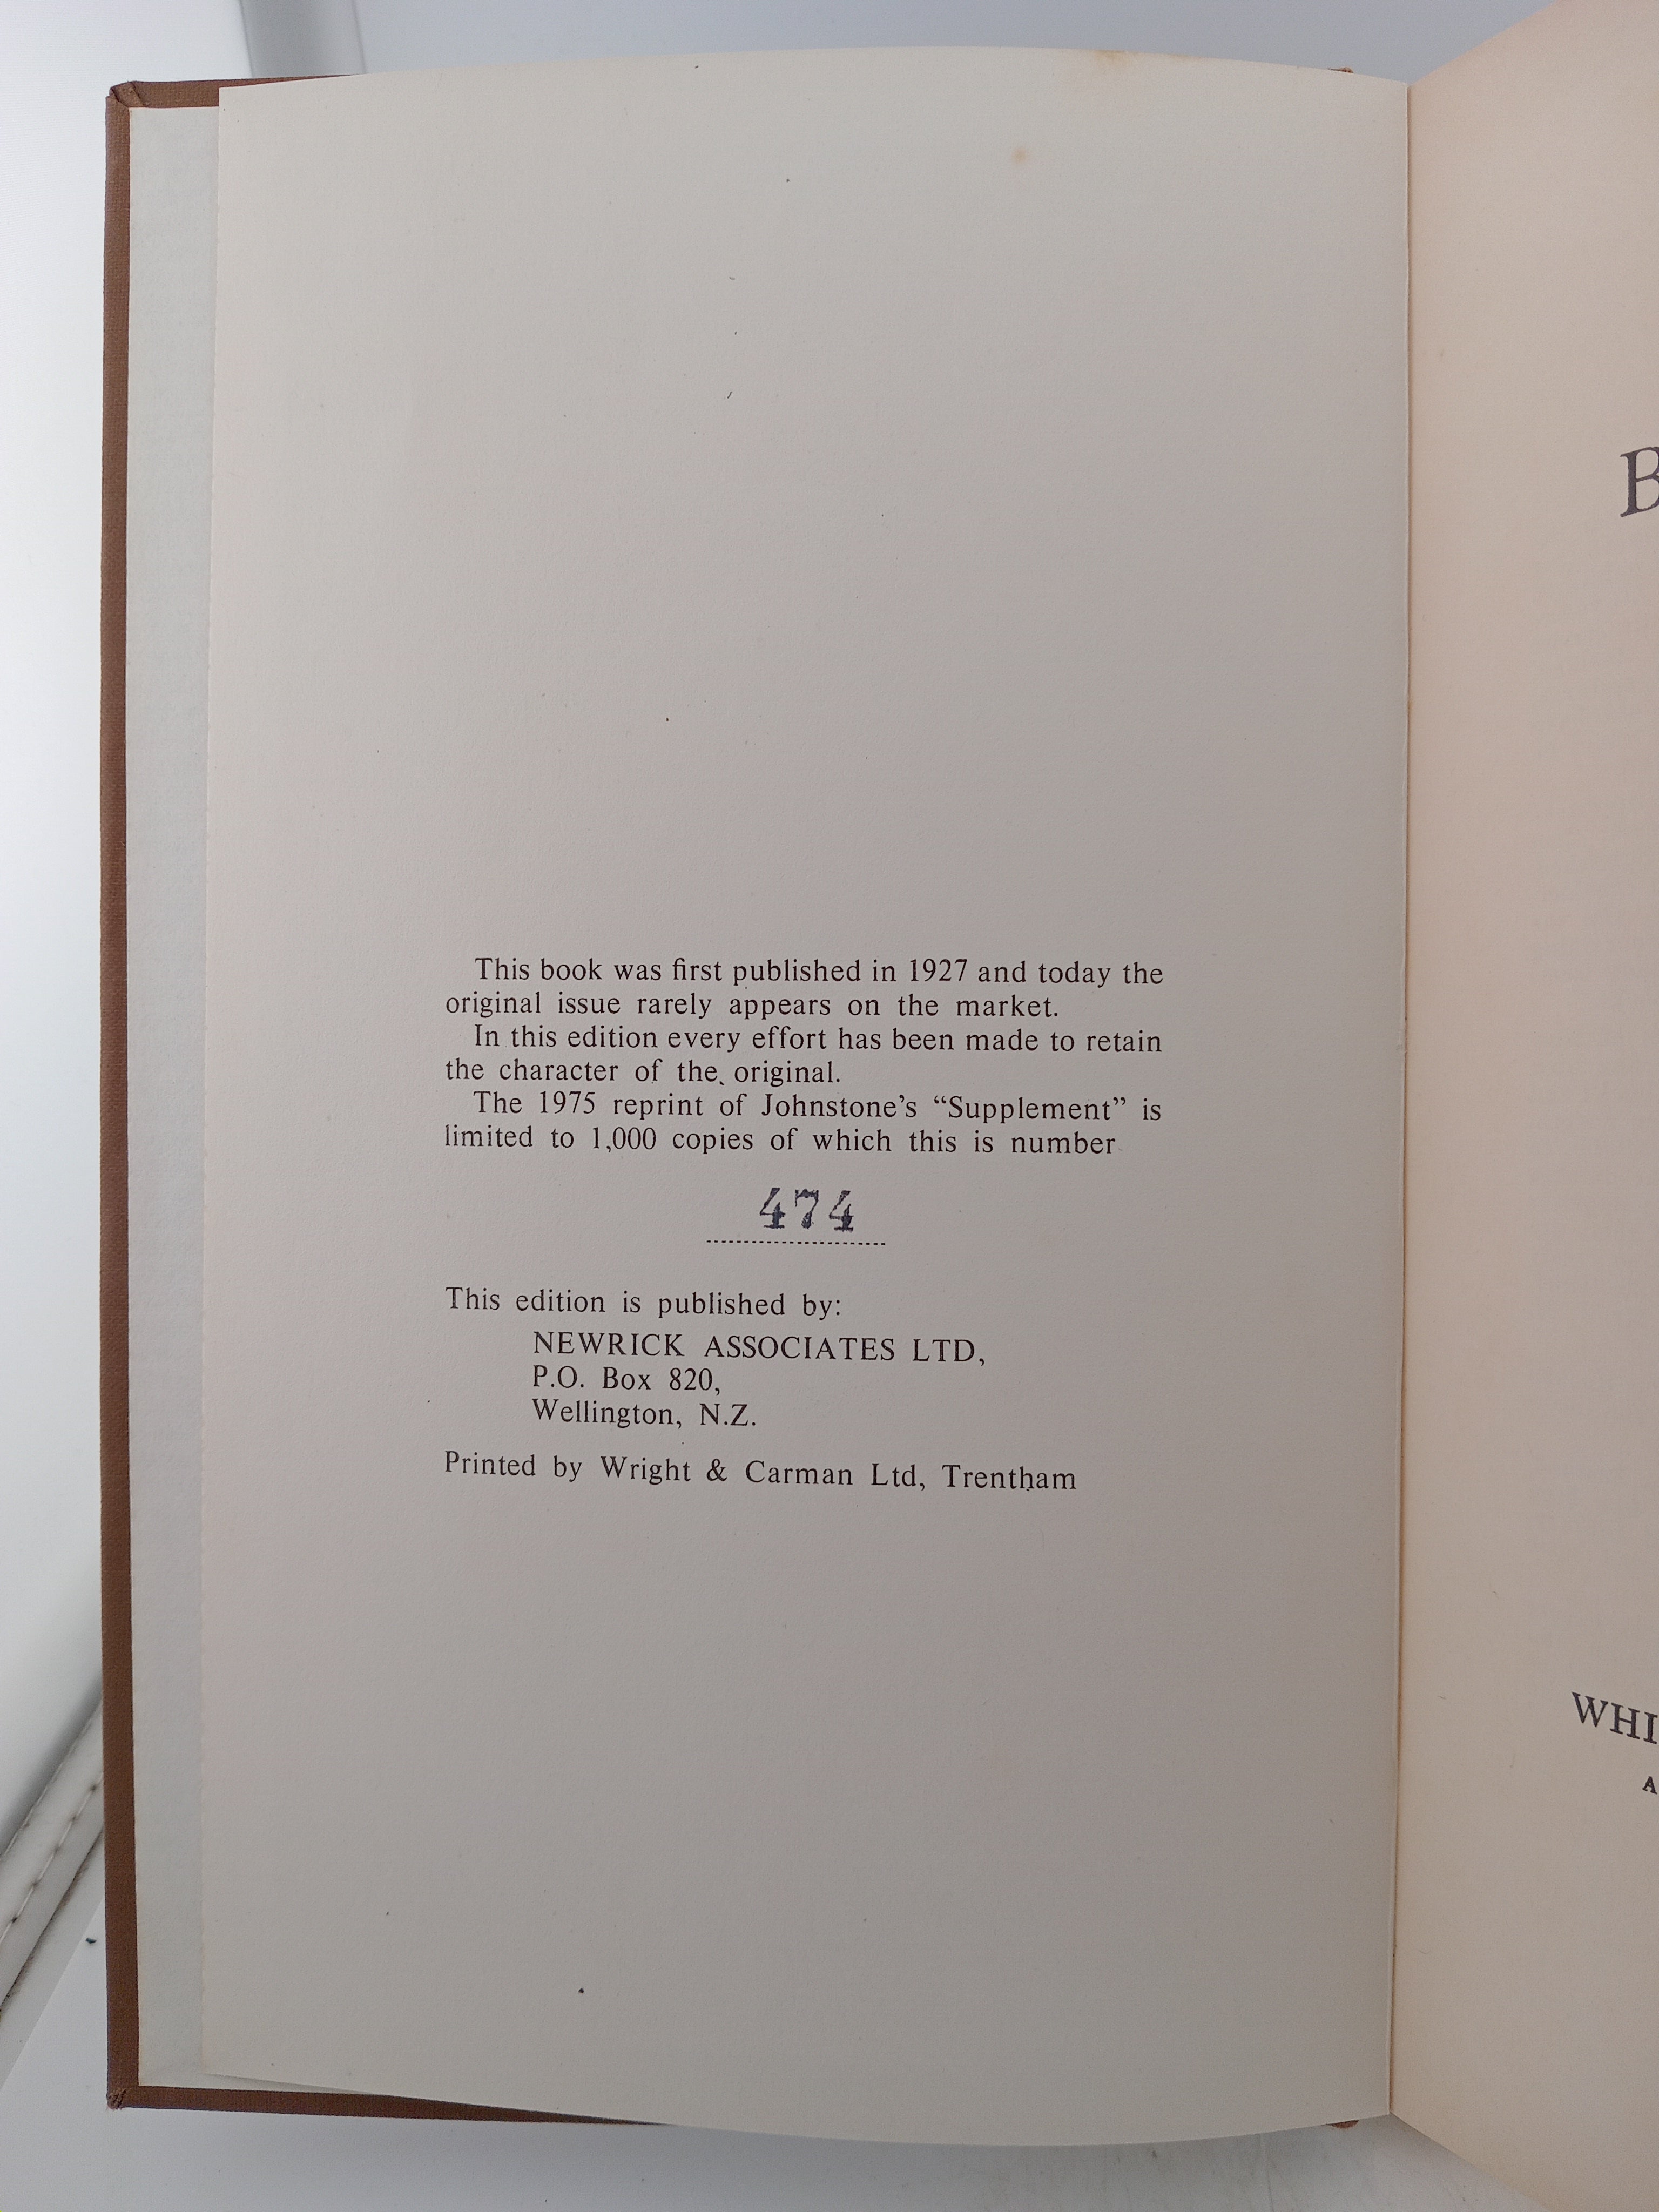 This book was first published in 1927 and today the
original issue rarely appears on the market.
In this edition every effort has been made to retain
the character of the original.
The 1975 reprint of Johnstone's “Supplement” is
limited to 1,000 copies of which this is number
474
This edition is published by:
NEWRICK ASSOCIATES LTD,
P.O. Box 820,
Wellington, N.Z.
Printed by Wright & Carman Ltd, Trentham